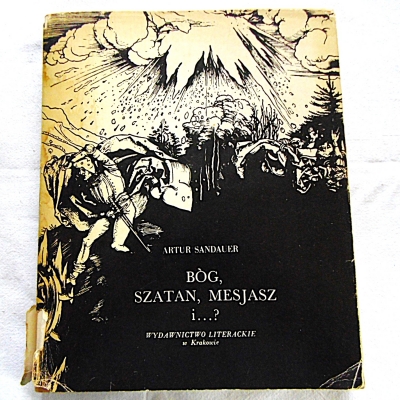 ARTUR SANDAUER
BÒG,
SZATAN, MESJASZ
i...?
WYDAWNICTWO LITERACKIE
w Krakowie